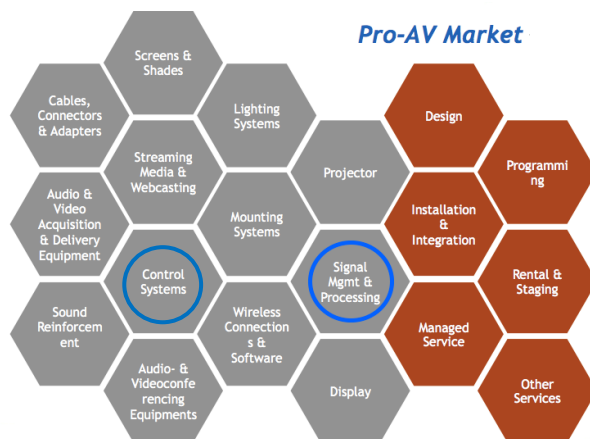 Pro-AV Market
Screens &
Shades
Cables,
Connectors
& Adapters
Lighting
Systems
Design
Streaming
Media &
Webcasting
Projector
Programmi
ng
Audio &
Video
Acquisition
& Delivery
Equipment
Mounting
Systems
Installation
&
Integration
Control
Systems
Signal
Mgmt &
Processing
Rental &
Staging
Sound
Reinforcem
ent
Wireless
Connection
s &
Software
Managed
Service
Audio- &
Videoconfe
rencing
Equipments
Display
Other
Services